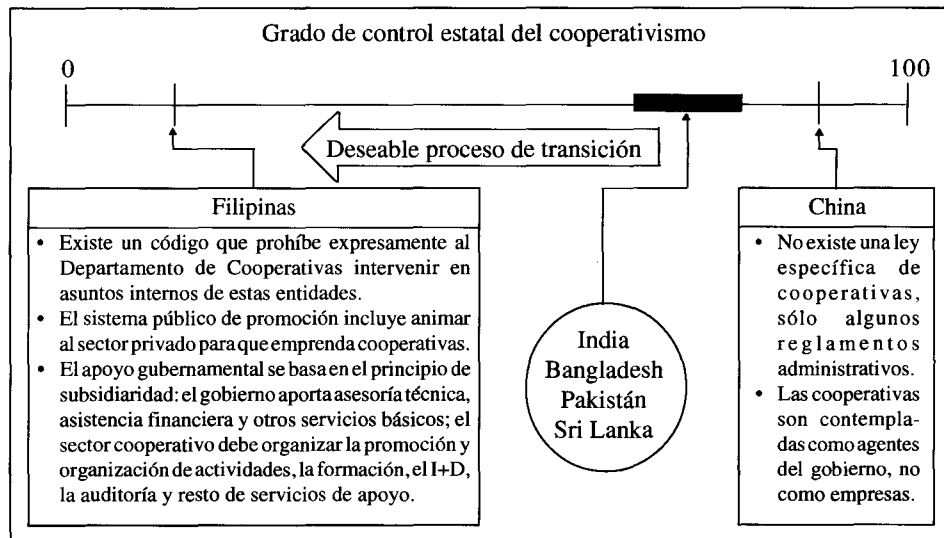 Grado de control estatal del cooperativismo
0
100
Deseable proceso de transición
Filipinas
• Existe un código que prohíbe expresamente al
Departamento de Cooperativas intervenir en
asuntos internos de estas entidades.
• El sistema público de promoción incluye animar
al sector privado para que emprenda cooperativas.
• El apoyo gubernamental se basa en el principio de
subsidiaridad: el gobierno aporta asesoría técnica,
asistencia financiera y otros servicios básicos; el
sector cooperativo debe organizar la promoción y
organización de actividades, la formación, el I+D,
la auditoría y resto de servicios de apoyo.
India
Bangladesh
Pakistán
Sri Lanka
China
• No existe una ley
específica de
cooperativas,
sólo algunos
reglamentos
administrativos.
• Las cooperativas
son contempla-
das como agentes
del gobierno, no
como empresas.